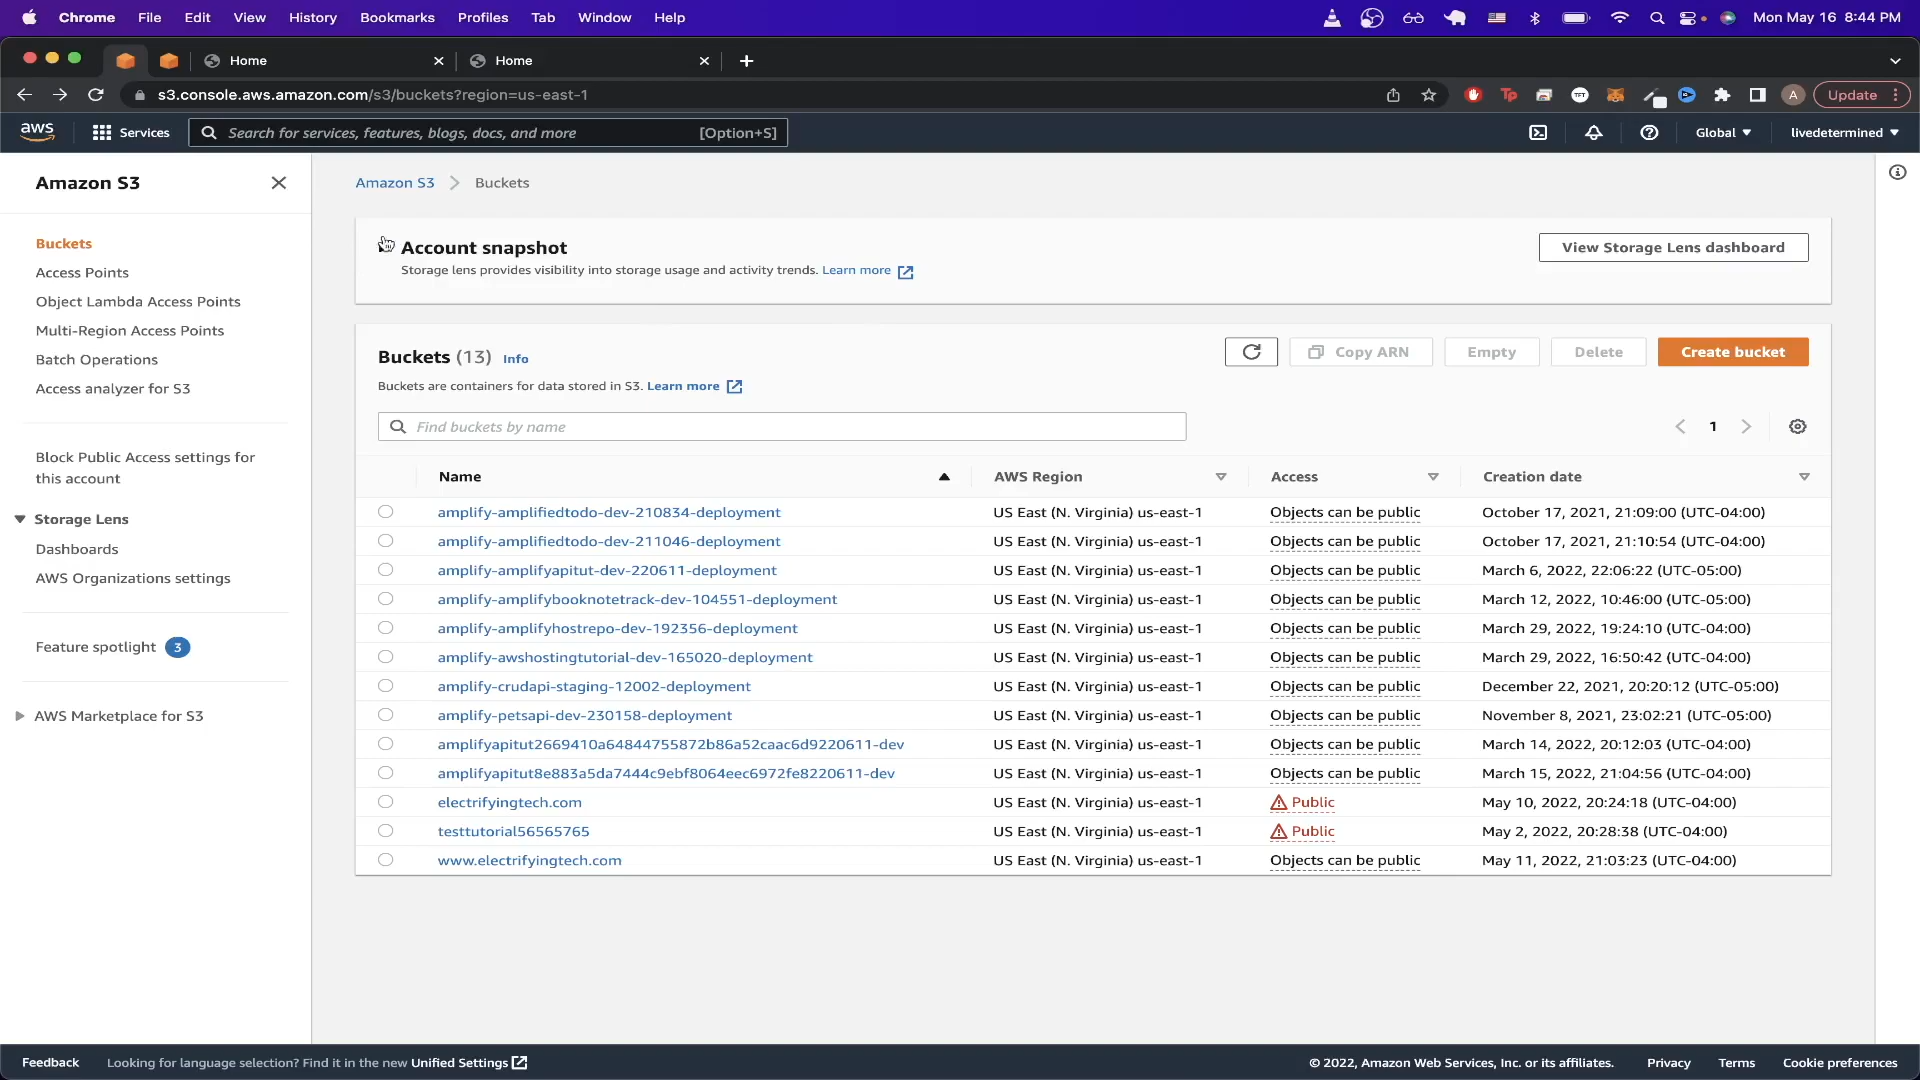 Chrome File Edit View History Bookmarks Profiles Tab Window Help Mon May 16 8:44 PM
Home Home
s3.console.aws.amazon.com/s3/buckets?region=us-east-1 TP A Update
aws Services Search for services, features, blogs, docs, and more [Option+S] Global livedetermined
Amazon S3
Buckets
Access Points
Object Lambda Access Points
Multi-Region Access Points
Batch Operations
Access analyzer for S3
Block Public Access settings for
this account
Storage Lens
Dashboards
AWS Organizations settings
Feature spotlight 3
AWS Marketplace for S3
Amazon S3 Buckets
Account snapshot View Storage Lens dashboard
Storage lens provides visibility into storage usage and activity trends. Learn more
Buckets (13) Info Copy ARN Empty Delete Create bucket
Buckets are containers for data stored in S3. Learn more
Find buckets by name 1
Name AWS Region Access Creation date
amplify-amplifiedtodo-dev-210834-deployment US East (N. Virginia) us-east-1 Objects can be public October 17, 2021, 21:09:00 (UTC-04:00)
amplify-amplifiedtodo-dev-211046-deployment US East (N. Virginia) us-east-1 Objects can be public October 17, 2021, 21:10:54 (UTC-04:00)
amplify-amplifyapitut-dev-220611-deployment US East (N. Virginia) us-east-1 Objects can be public March 6, 2022, 22:06:22 (UTC-05:00)
amplify-amplifybooknotetrack-dev-104551-deployment US East (N. Virginia) us-east-1 Objects can be public March 12, 2022, 10:46:00 (UTC-05:00)
amplify-amplifyhostrepo-dev-192356-deployment US East (N. Virginia) us-east-1 Objects can be public March 29, 2022, 19:24:10 (UTC-04:00)
amplify-awshostingtutorial-dev-165020-deployment US East (N. Virginia) us-east-1 Objects can be public March 29, 2022, 16:50:42 (UTC-04:00)
amplify-crudapi-staging-12002-deployment US East (N. Virginia) us-east-1 Objects can be public December 22, 2021, 20:20:12 (UTC-05:00)
amplify-petsapi-dev-230158-deployment US East (N. Virginia) us-east-1 Objects can be public November 8, 2021, 23:02:21 (UTC-05:00)
amplifyapitut2669410a64844755872b86a52caac6d9220611-dev US East (N. Virginia) us-east-1 Objects can be public March 14, 2022, 20:12:03 (UTC-04:00)
amplifyapitut8e883a5da7444c9ebf8064eec6972fe8220611-dev US East (N. Virginia) us-east-1 Objects can be public March 15, 2022, 21:04:56 (UTC-04:00)
electrifyingtech.com US East (N. Virginia) us-east-1 Public May 10, 2022, 20:24:18 (UTC-04:00)
testtutorial56565765 US East (N. Virginia) us-east-1 Public May 2, 2022, 20:28:38 (UTC-04:00)
www.electrifyingtech.com US East (N. Virginia) us-east-1 Objects can be public May 11, 2022, 21:03:23 (UTC-04:00)
Feedback Looking for language selection? Find it in the new Unified Settings © 2022, Amazon Web Services, Inc. or its affiliates. Privacy Terms Cookie preferences